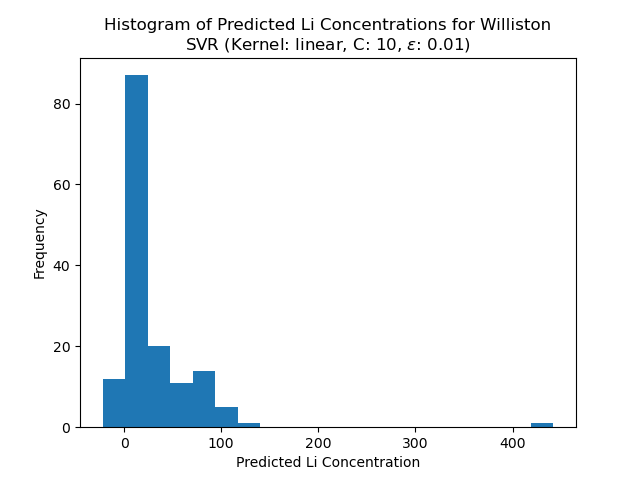 Histogram of Predicted Li Concentrations for Williston
SVR (Kernel: linear, C: 10, ε: 0.01)
80
60
40
20
0
Frequency
0 100 200 300 400
Predicted Li Concentration